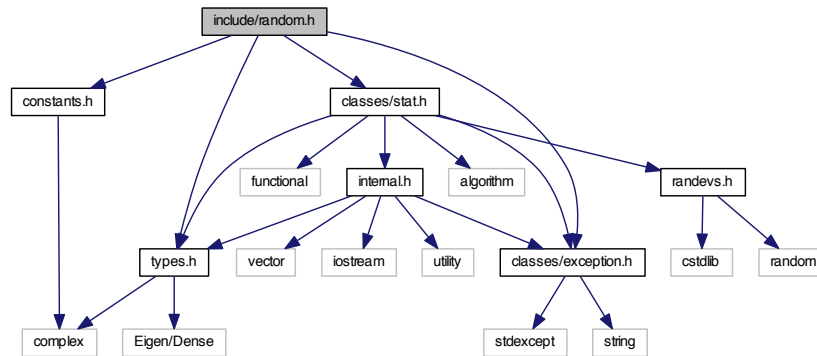 include/random.h
constants.h
classes/stat.h
functional
internal.h
algorithm
randevs.h
types.h
vector
iostream
utility
classes/exception.h
cstdlib
random
complex
Eigen/Dense
stdexcept
string